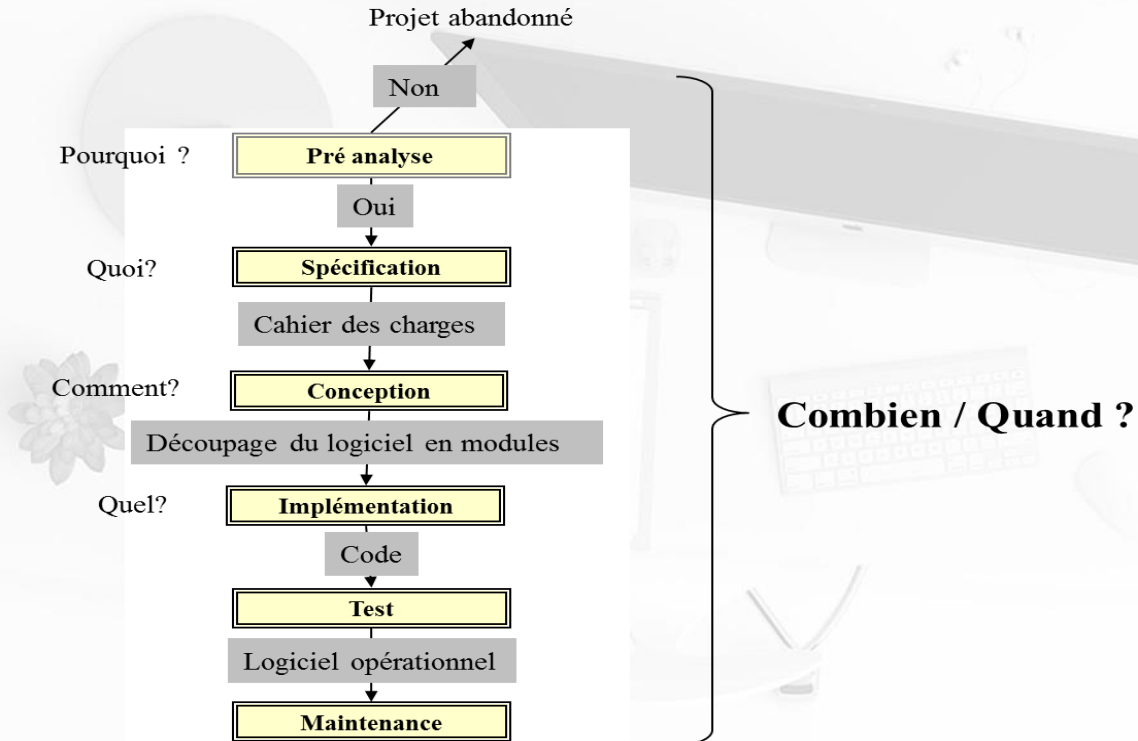 Projet abandonné
Non
Pourquoi ?
Pré analyse
Oui
Quoi?
Spécification
Cahier des charges
Comment?
Conception
Combien / Quand ?
Découpage du logiciel en modules
Quel?
Implémentation
Code
Test
Logiciel opérationnel
Maintenance